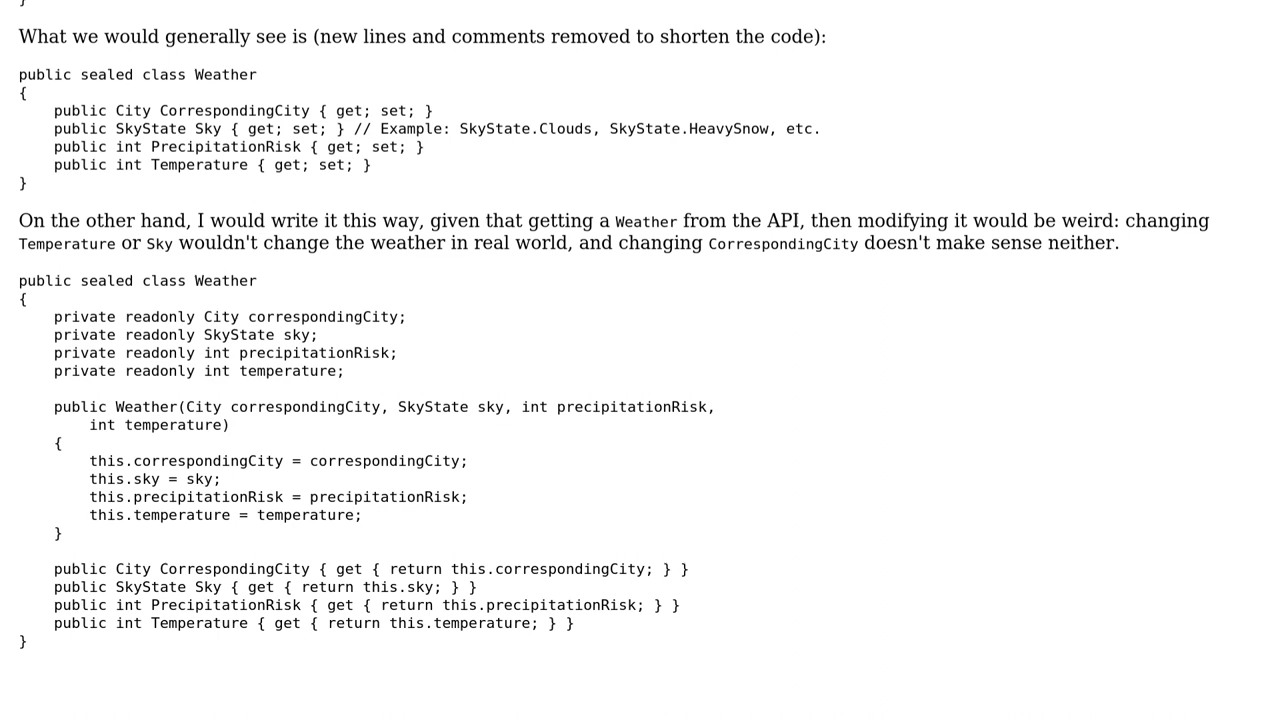 }
What we would generally see is (new lines and comments removed to shorten the code):
public sealed class Weather
{
    public City CorrespondingCity { get; set; }
    public SkyState Sky { get; set; } // Example: SkyState.Clouds, SkyState.HeavySnow, etc.
    public int PrecipitationRisk { get; set; }
    public int Temperature { get; set; }
}
On the other hand, I would write it this way, given that getting a Weather from the API, then modifying it would be weird: changing
Temperature or Sky wouldn't change the weather in real world, and changing CorrespondingCity doesn't make sense neither.
public sealed class Weather
{
    private readonly City correspondingCity;
    private readonly SkyState sky;
    private readonly int precipitationRisk;
    private readonly int temperature;
    public Weather(City correspondingCity, SkyState sky, int precipitationRisk,
        int temperature)
    {
        this.correspondingCity = correspondingCity;
        this.sky = sky;
        this.precipitationRisk = precipitationRisk;
        this.temperature = temperature;
    }
    public City CorrespondingCity { get { return this.correspondingCity; } }
    public SkyState Sky { get { return this.sky; } }
    public int PrecipitationRisk { get { return this.precipitationRisk; } }
    public int Temperature { get { return this.temperature; } }
}